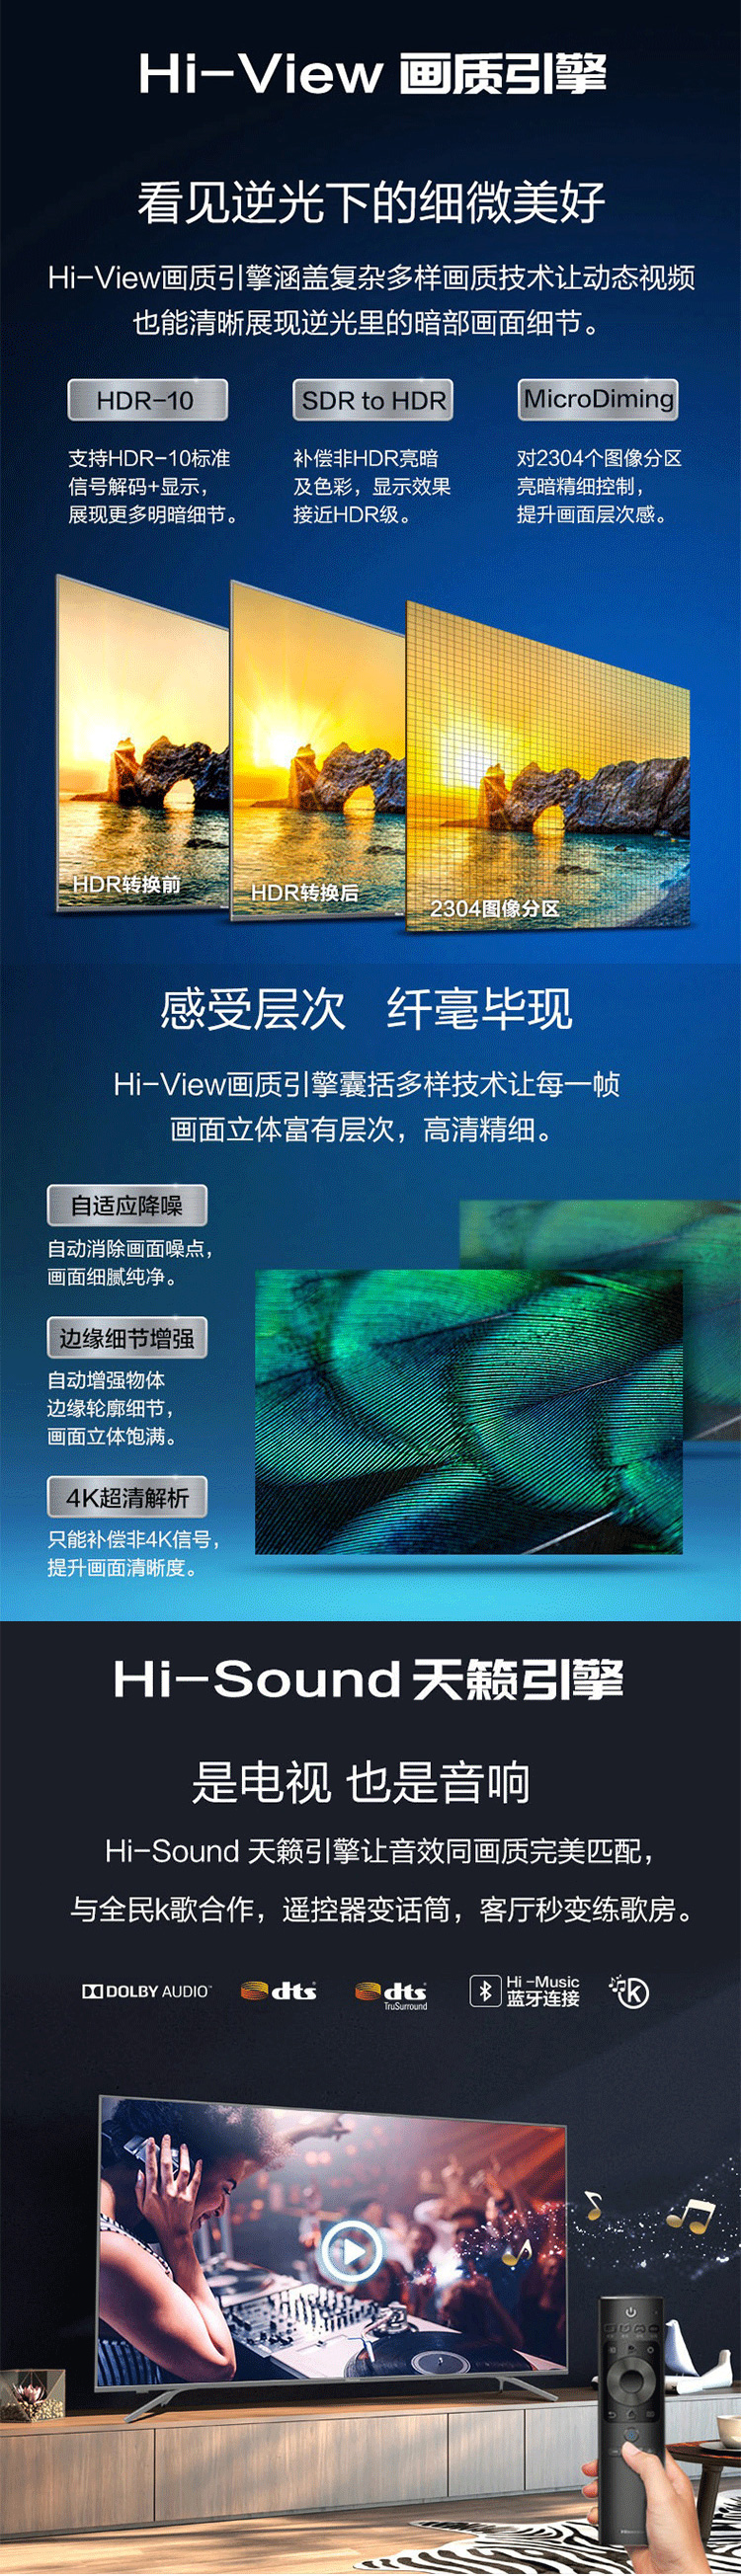 Hi-View 画质引擎
看见逆光下的细微美好
Hi-View画质引擎涵盖复杂多样画质技术让动态视频
也能清晰展现逆光里的暗部画面细节。
HDR-10
支持HDR-10标准
信号解码+显示，
展现更多明暗细节。
SDR to HDR
补偿非HDR亮暗
及色彩，显示效果
接近HDR级。
MicroDiming
对2304个图像分区
亮暗精细控制，
提升画面层次感。
HDR转换前
HDR转换后
2304图像分区
感受层次 纤毫毕现
Hi-View画质引擎囊括多样技术让每一帧
画面立体富有层次，高清精细。
自适应降噪
自动消除画面噪点，
画面细腻纯净。
边缘细节增强
自动增强物体
边缘轮廓细节，
画面立体饱满。
4K超清解析
只能补偿非4K信号，
提升画面清晰度。
Hi-Sound 天籁引擎
是电视 也是音响
Hi-Sound 天籁引擎让音效同画质完美匹配，
与全民k歌合作，遥控器变话筒，客厅秒变练歌房。
DOLBY AUDIO™
dts
dts
TruSurround
Hi-Music
蓝牙连接
K
Hisense